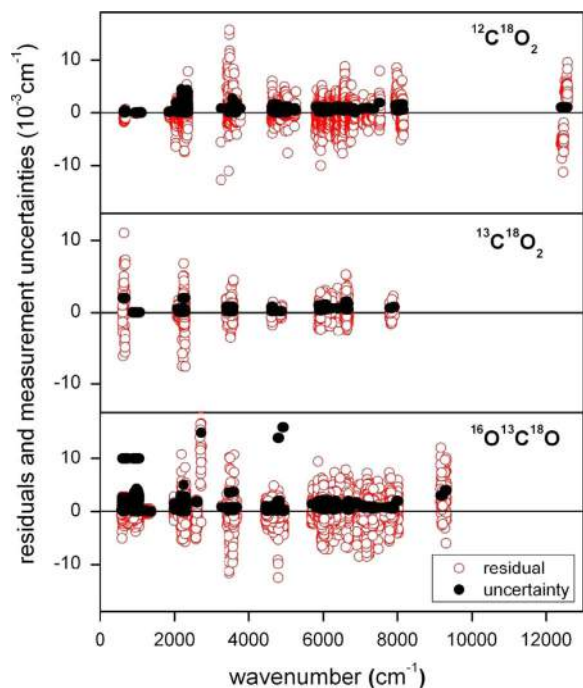 residuals and measurement uncertainties (10⁻³cm⁻¹)
¹²C¹⁸O₂
10
0
-10
¹³C¹⁸O₂
10
0
-10
¹⁶O¹³C¹⁸O
10
0
-10
residual
uncertainty
0 2000 4000 6000 8000 10000 12000
wavenumber (cm⁻¹)